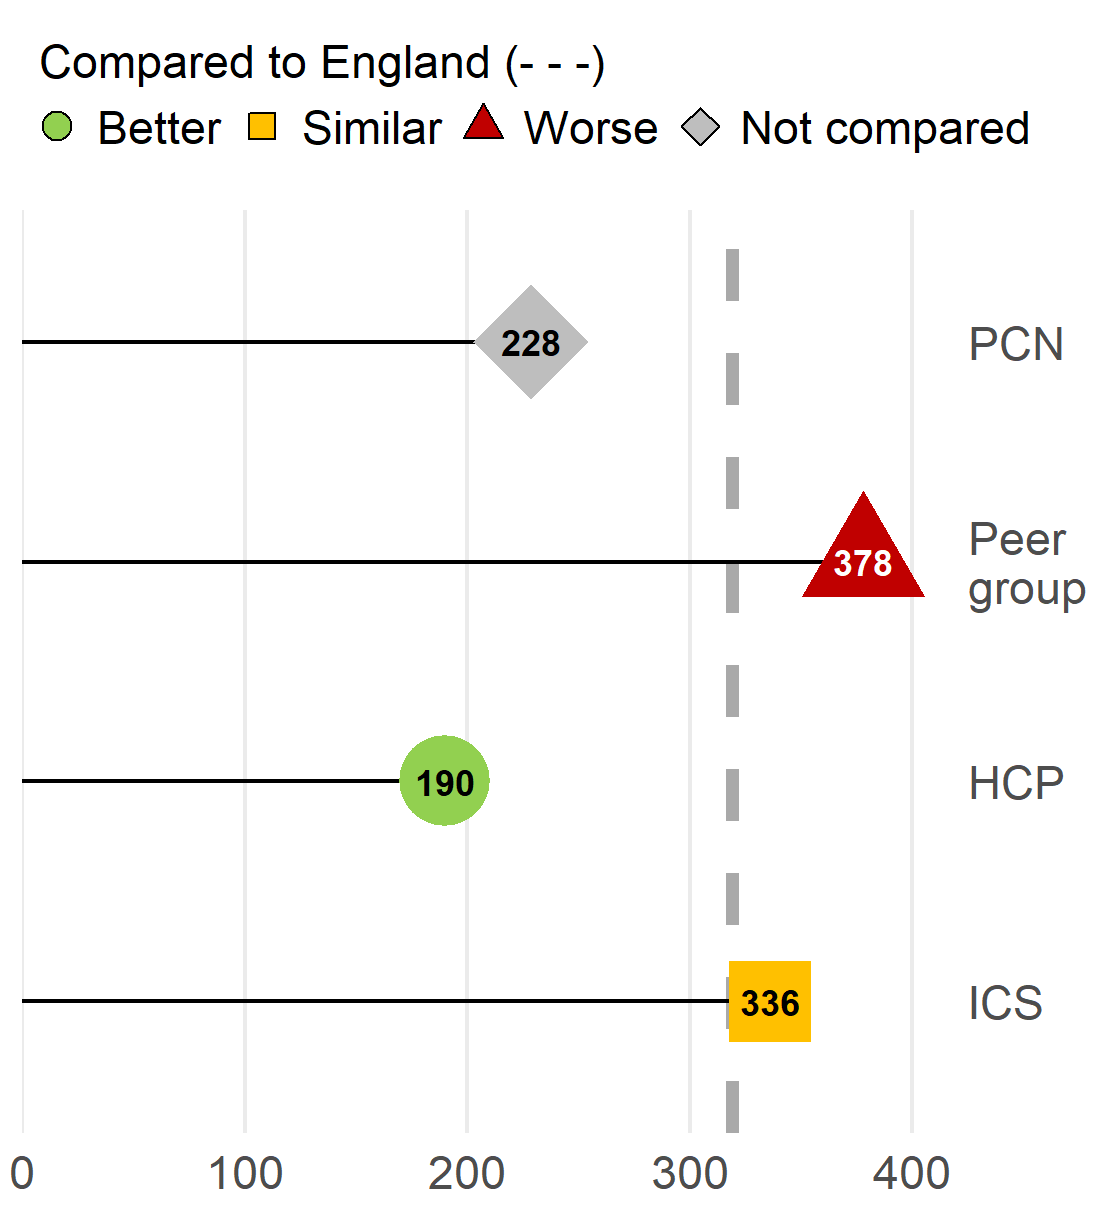 Compared to England (- - -)
Better Similar Worse Not compared
228 PCN
Peer
378
group
190 HCP
336 ICS
0 100 200 300 400